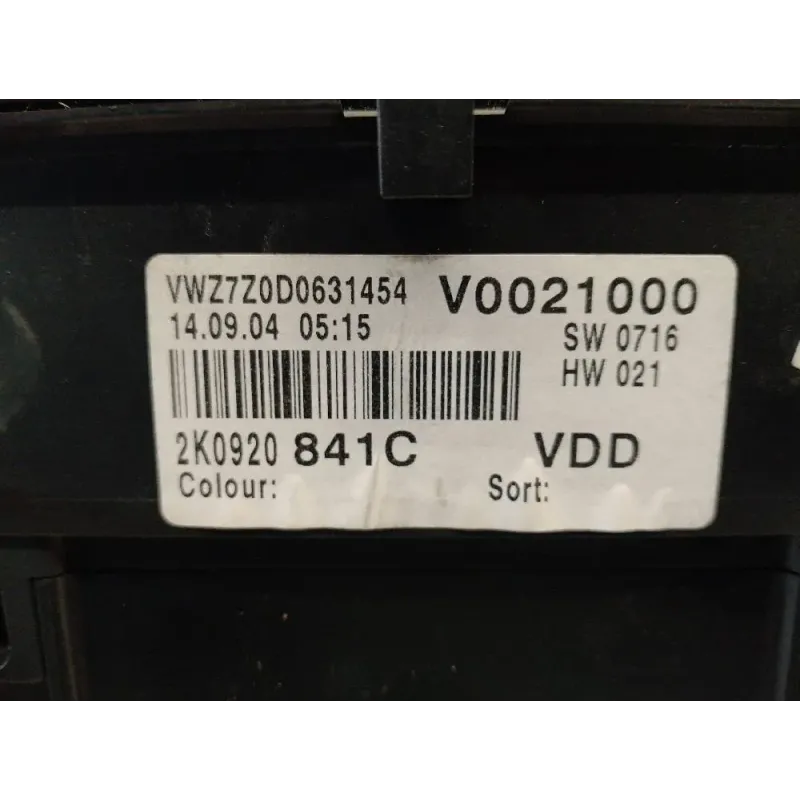 VWZ7Z0D0631454 V0021000
14.09.04 05:15 SW 0716
HW 021
2K0920 841C VDD
Colour: Sort: